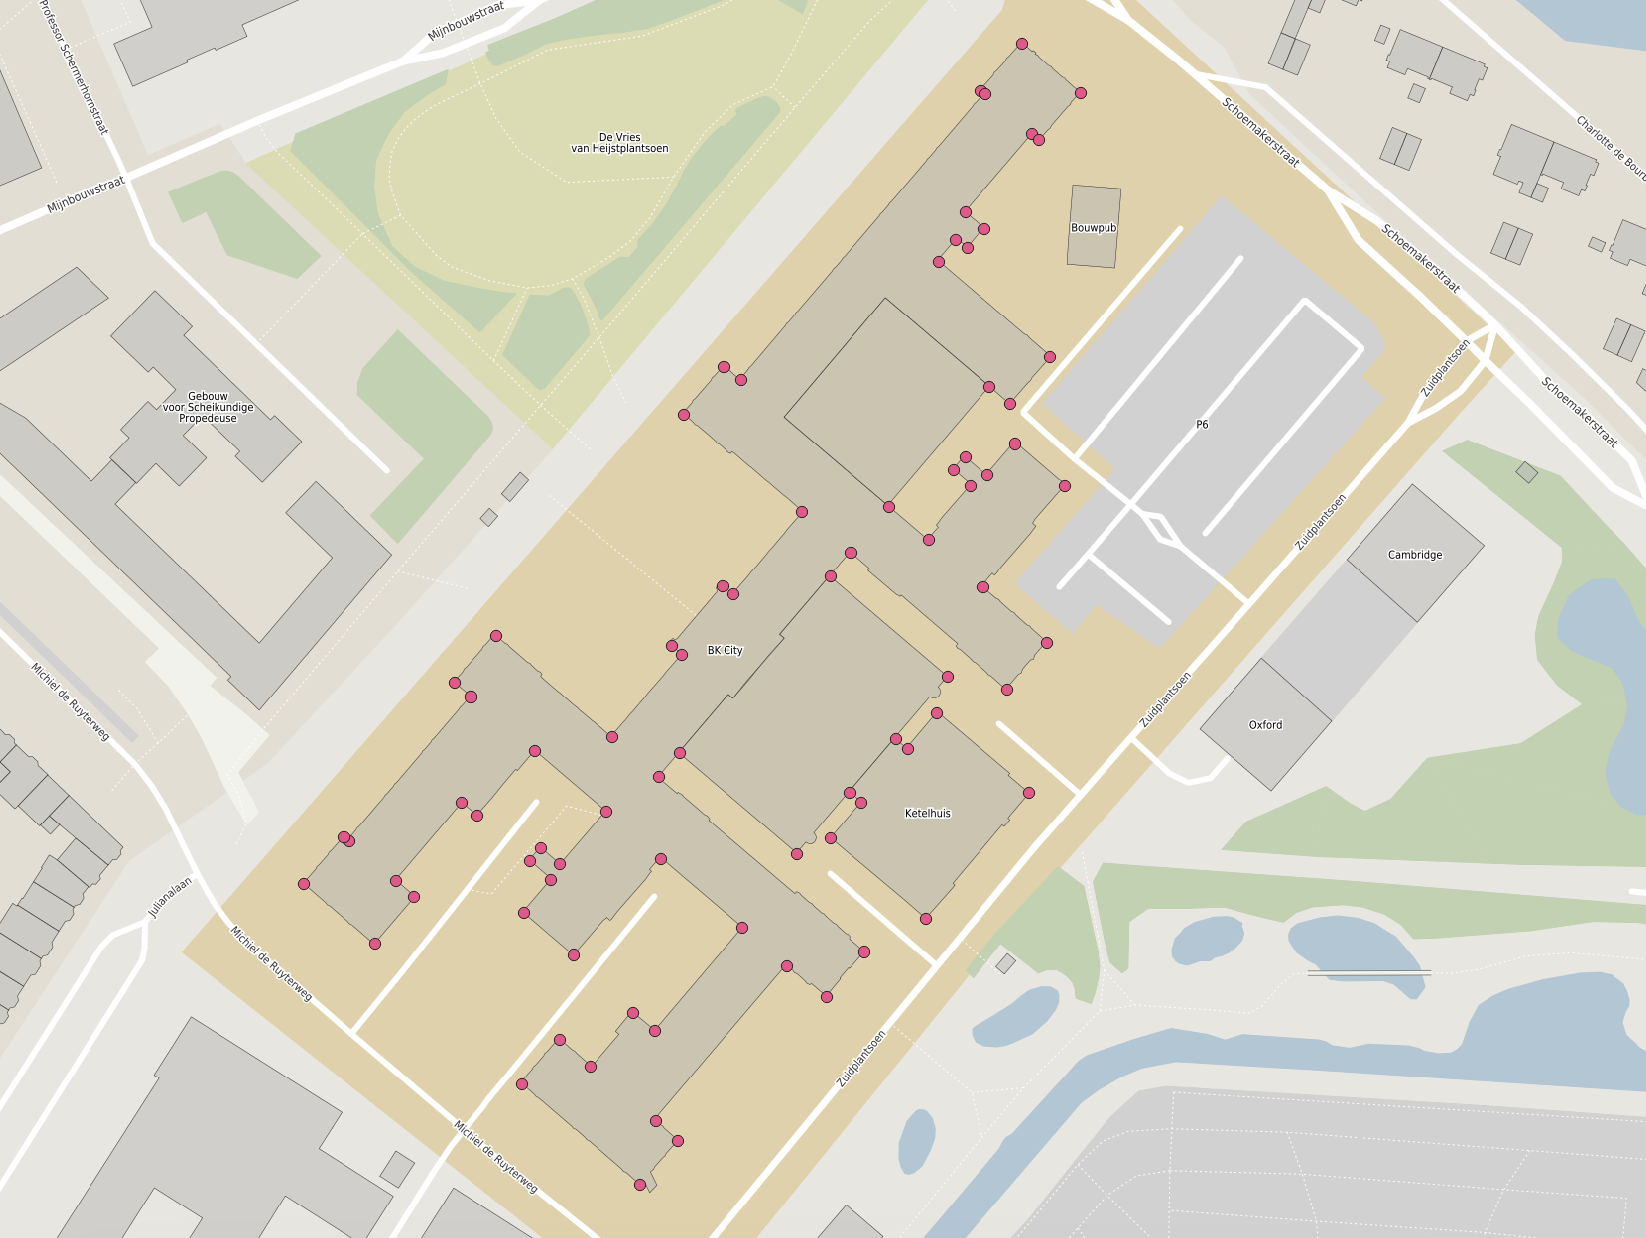 Mijnbouwstraat
Professor Schermerhornstraat
Mijnbouwstraat
De Vries
van Heijstplantsoen
Schoemakerstraat
Charlotte de Bourb
Bouwpub
Schoemakerstraat
Zuidplantsoen
Schoemakerstraat
Gebouw
voor Scheikundige
Propedeuse
P6
Zuidplantsoen
Cambridge
BK City
Michiel de Ruyterweg
Zuidplantsoen
Oxford
Ketelhuis
Julianalaan
Michiel de Ruyterweg
Zuidplantsoen
Michiel de Ruyterweg